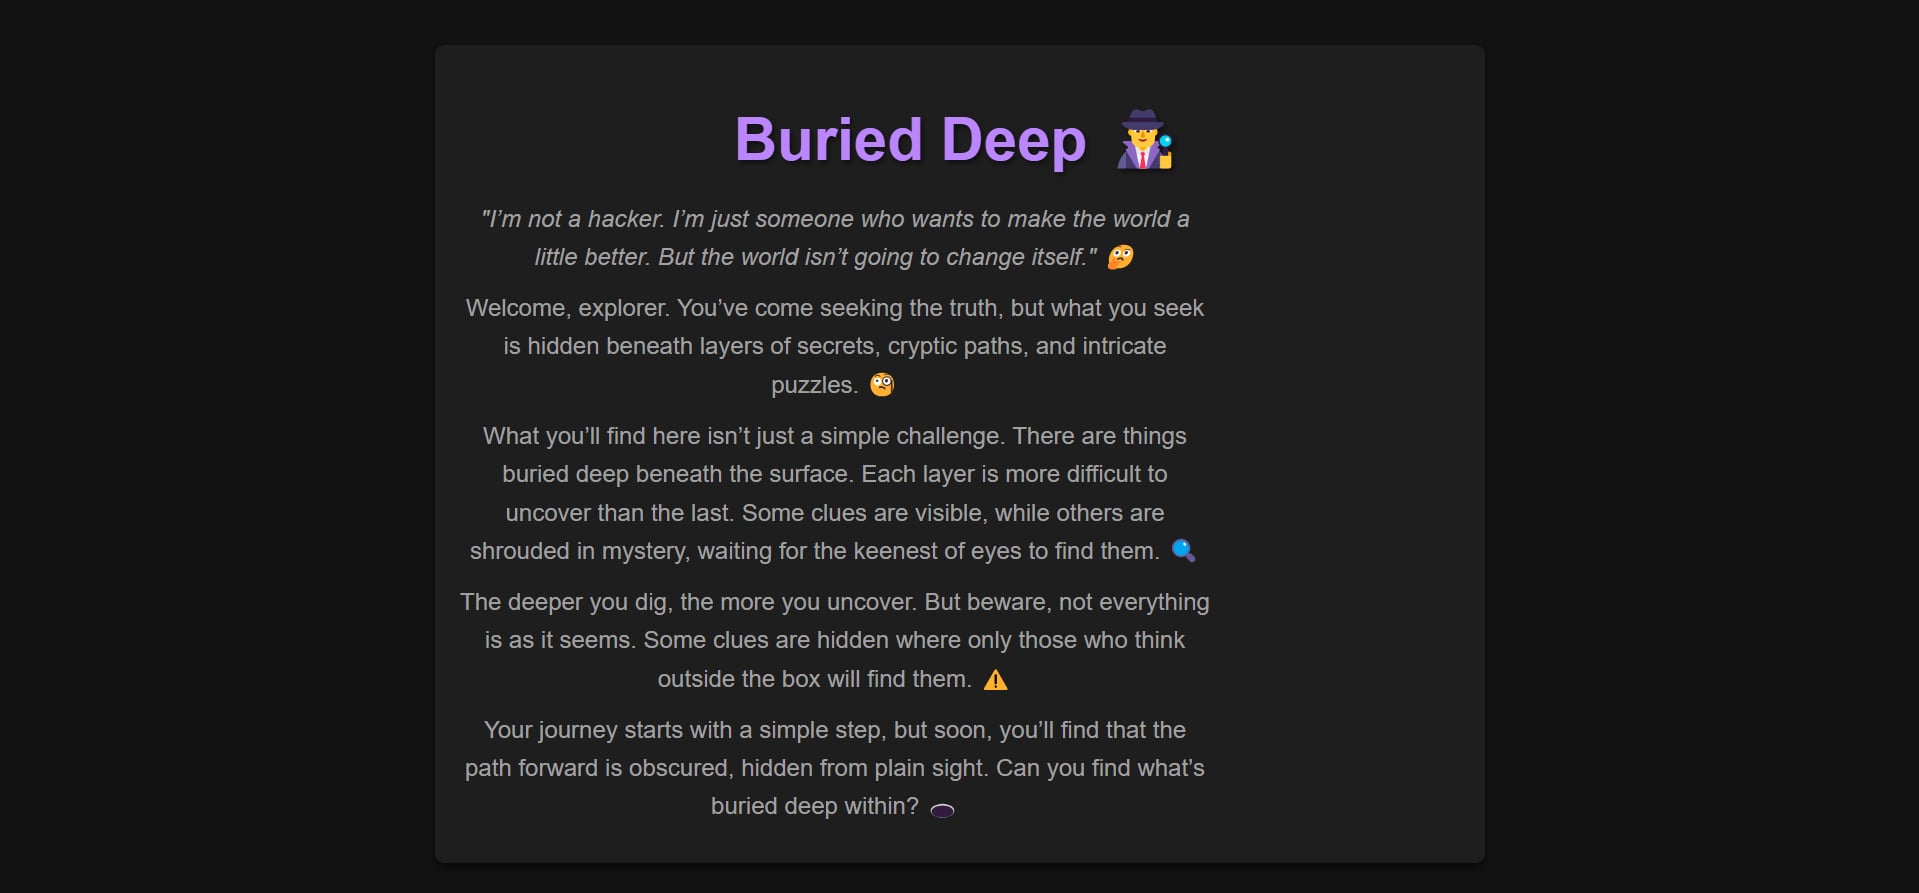 Buried Deep 🕵️
"I’m not a hacker. I’m just someone who wants to make the world a
little better. But the world isn’t going to change itself." 🤔
Welcome, explorer. You’ve come seeking the truth, but what you seek
is hidden beneath layers of secrets, cryptic paths, and intricate
puzzles. 🧐
What you’ll find here isn’t just a simple challenge. There are things
buried deep beneath the surface. Each layer is more difficult to
uncover than the last. Some clues are visible, while others are
shrouded in mystery, waiting for the keenest of eyes to find them. 🔍
The deeper you dig, the more you uncover. But beware, not everything
is as it seems. Some clues are hidden where only those who think
outside the box will find them. ⚠️
Your journey starts with a simple step, but soon, you’ll find that the
path forward is obscured, hidden from plain sight. Can you find what’s
buried deep within? 🕳️